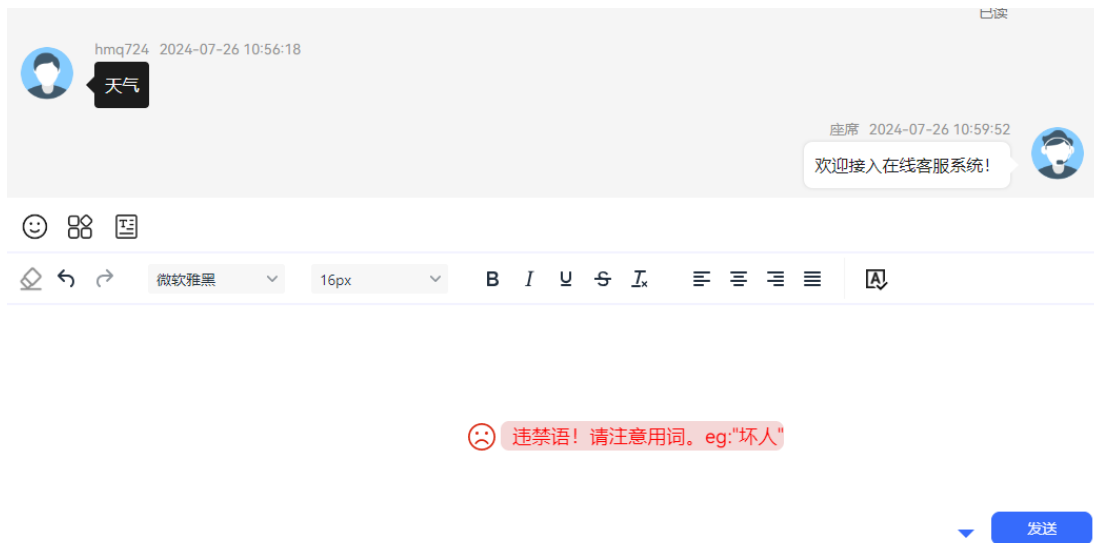 已读
hmq724 2024-07-26 10:56:18
天气
座席 2024-07-26 10:59:52
欢迎接入在线客服系统！
微软雅黑 16px
违禁语！请注意用词。eg:"坏人"
发送